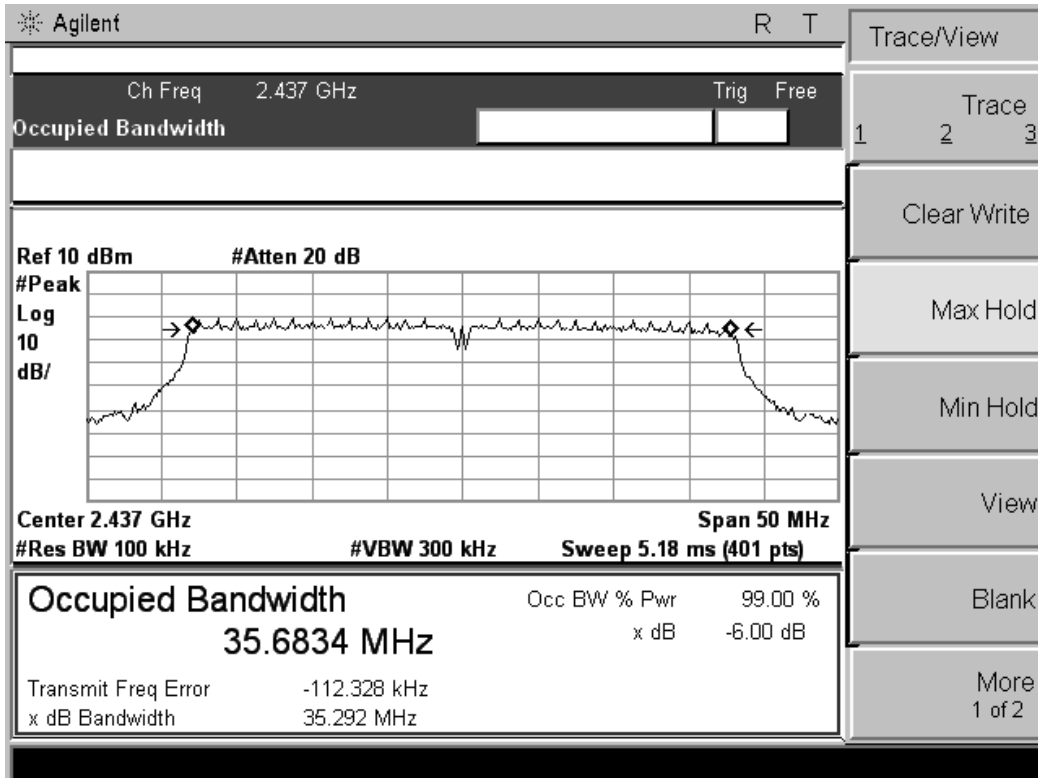 Agilent R T
Ch Freq 2.437 GHz Trig Free
Occupied Bandwidth
Ref 10 dBm #Atten 20 dB
#Peak
Log
10
dB/
Center 2.437 GHz Span 50 MHz
#Res BW 100 kHz #VBW 300 kHz Sweep 5.18 ms (401 pts)
Occupied Bandwidth
35.6834 MHz
Occ BW % Pwr 99.00 %
x dB -6.00 dB
Transmit Freq Error -112.328 kHz
x dB Bandwidth 35.292 MHz
Trace/View
Trace
1 2 3
Clear Write
Max Hold
Min Hold
View
Blank
More
1 of 2